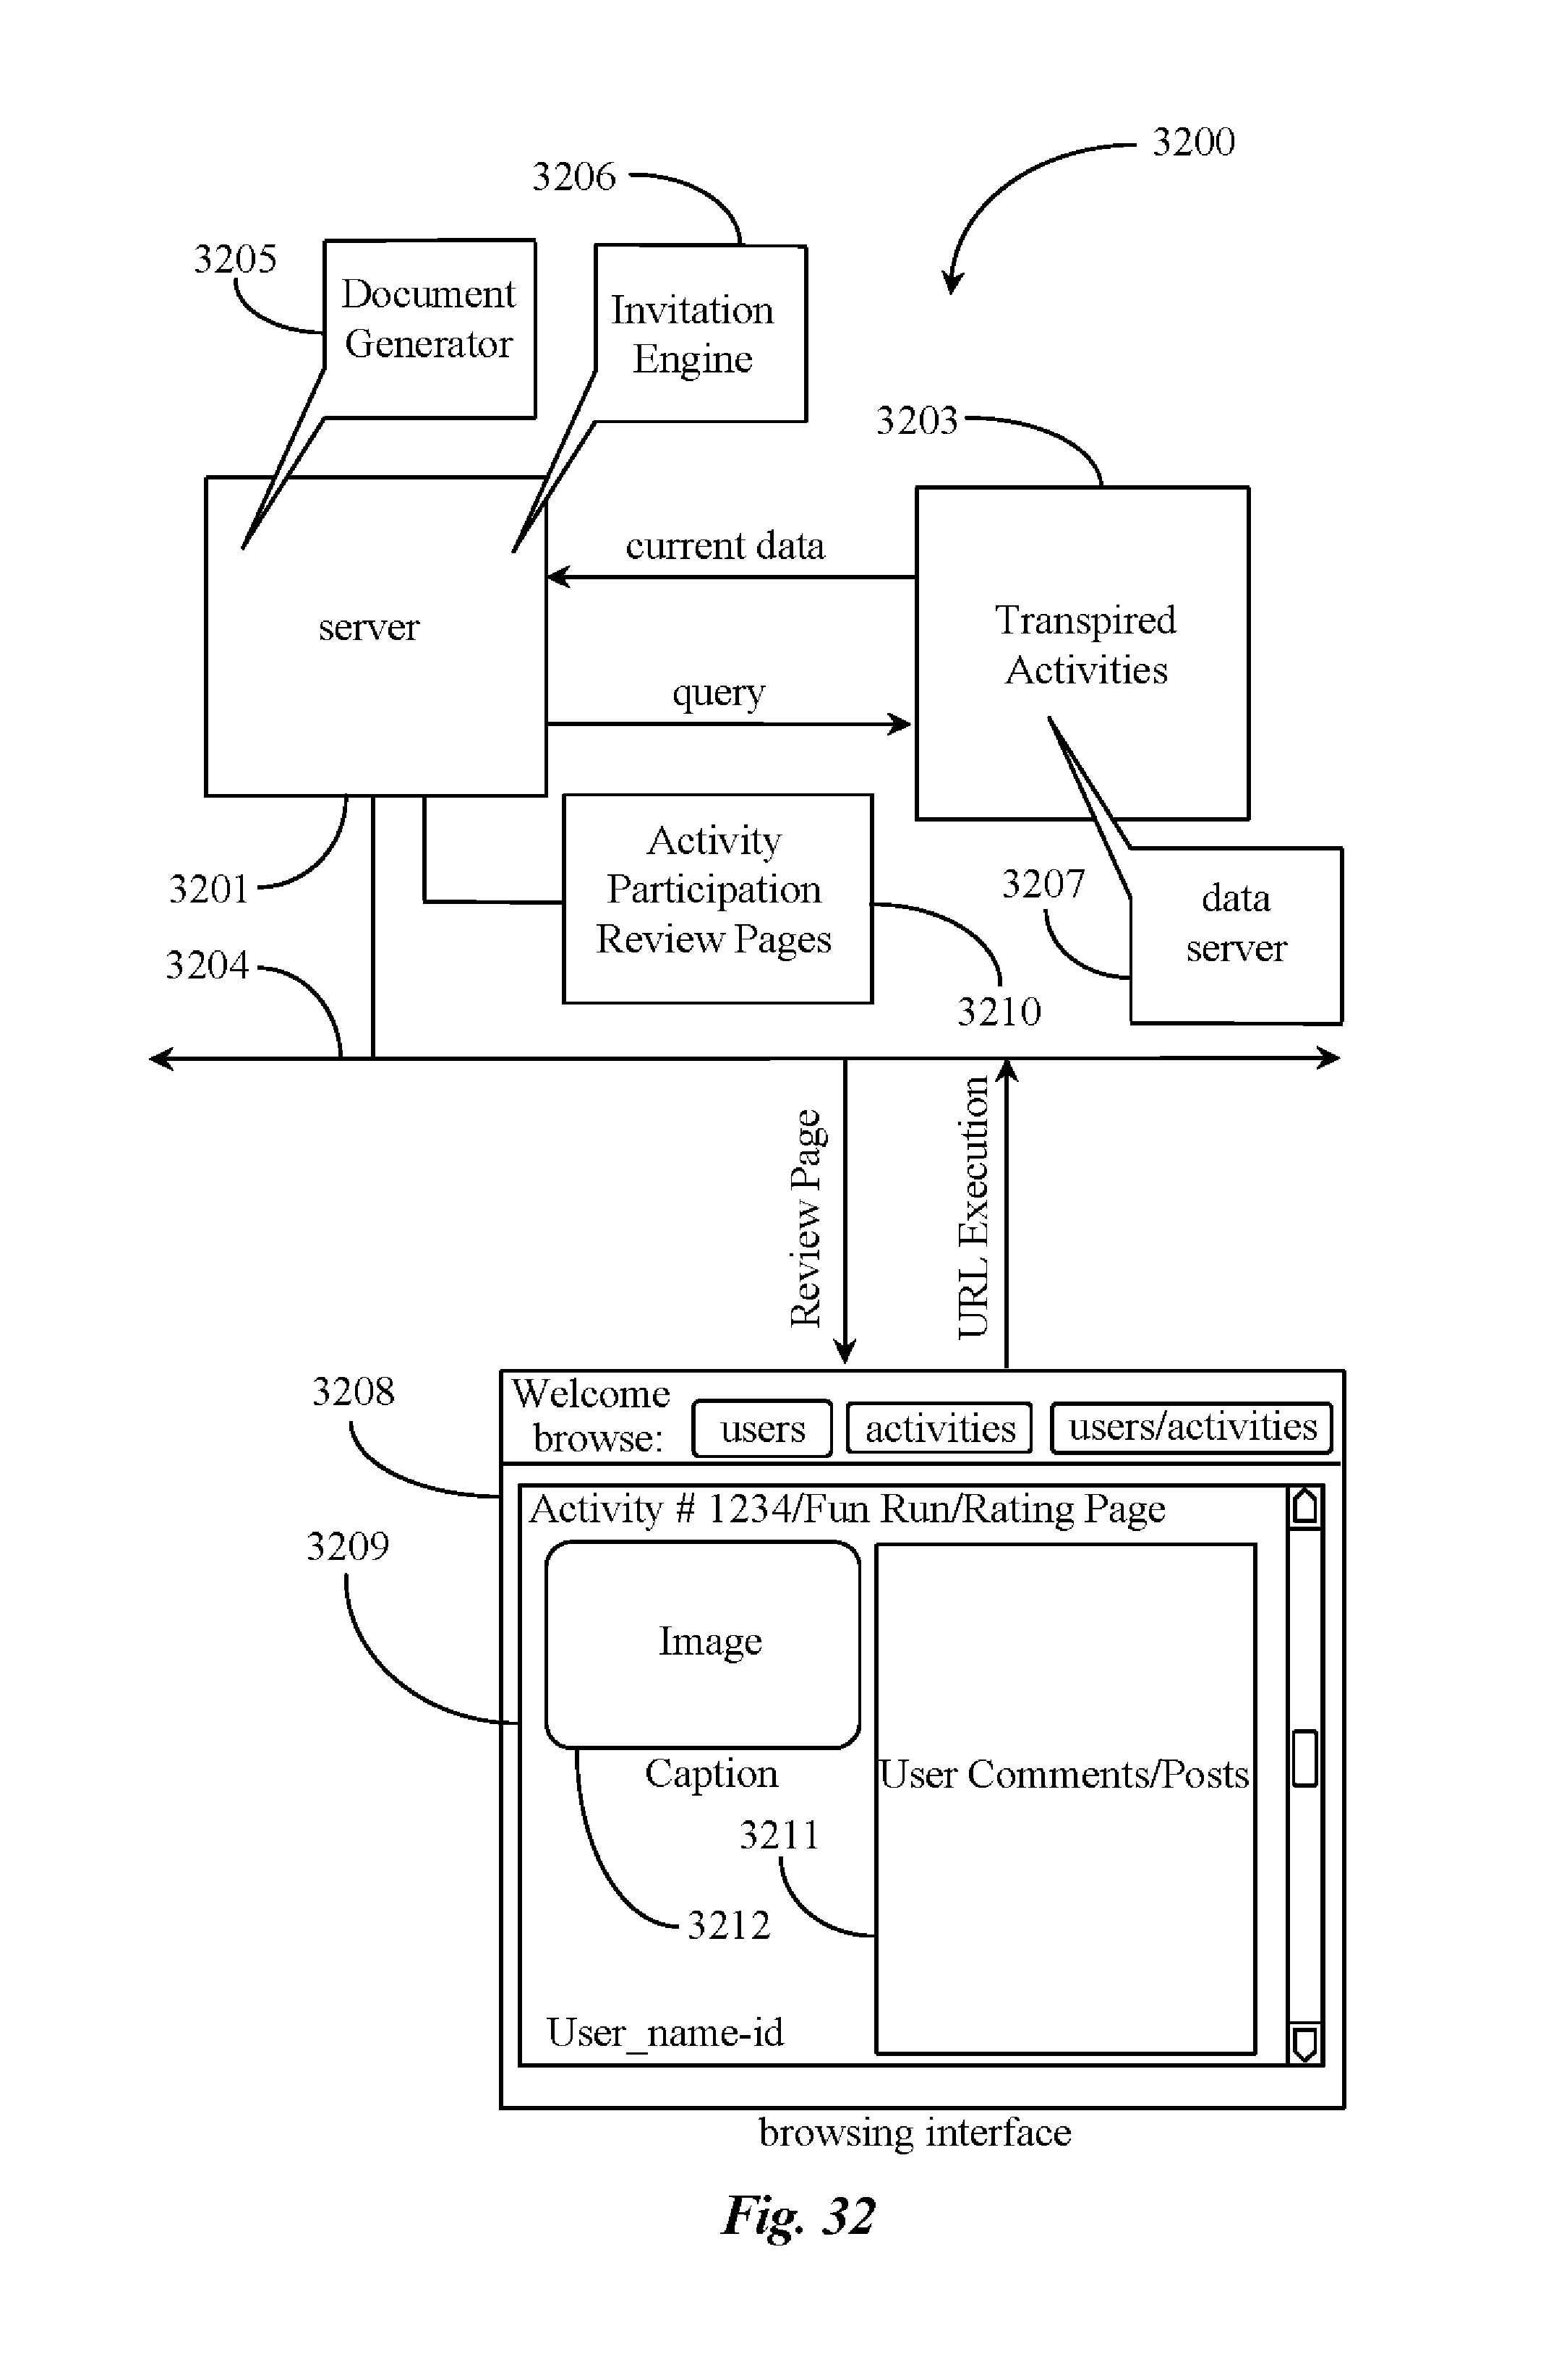 3200
3206
3205
Document
Generator
Invitation
Engine
3203
current data
server
Transpired
Activities
query
Activity
Participation
Review Pages
3201
3207
data
server
3204
3210
Review Page
URL Execution
3208
Welcome
browse:
users
activities
users/activities
Activity # 1234/Fun Run/Rating Page
3209
Image
Caption
User Comments/Posts
3211
3212
User_name-id
browsing interface
Fig. 32